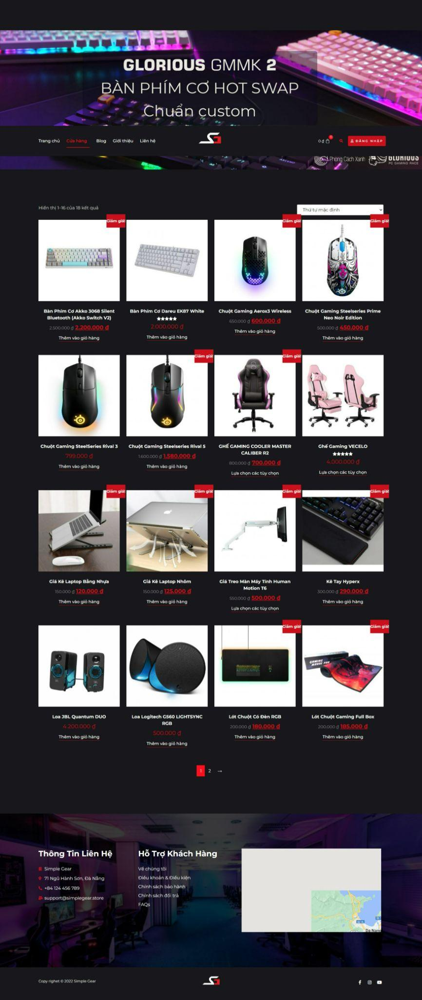 GLORIOUS GMMK 2
BÀN PHÍM CƠ HOT SWAP
Chuẩn custom
Trang chủ Cửa hàng Blog Giới thiệu Liên hệ
0 ₫ 0 ĐĂNG NHẬP
Phong Cách Xanh GLORIOUS
PC GAMING RACE
Hiển thị 1–16 của 18 kết quả
Thứ tự mặc định
Giảm giá!
Giảm giá!
Giảm giá!
Bàn Phím Cơ Akko 3068 Silent
Bluetooth (Akko Switch V2)
2.500.000 ₫ 2.200.000 ₫
Thêm vào giỏ hàng
Bàn Phím Cơ Dareu EK87 White
2.000.000 ₫
Thêm vào giỏ hàng
Chuột Gaming Aerox3 Wireless
650.000 ₫ 600.000 ₫
Thêm vào giỏ hàng
Chuột Gaming Steelseries Prime
Neo Noir Edition
500.000 ₫ 450.000 ₫
Thêm vào giỏ hàng
Giảm giá!
Giảm giá!
Chuột Gaming SteelSeries Rival 3
799.000 ₫
Thêm vào giỏ hàng
Chuột Gaming Steelseries Rival 5
1.600.000 ₫ 1.580.000 ₫
Thêm vào giỏ hàng
GHẾ GAMING COOLER MASTER
CALIBER R2
800.000 ₫ 700.000 ₫
Lựa chọn các tùy chọn
Ghế Gaming VECELO
4.000.000 ₫
Lựa chọn các tùy chọn
Giảm giá!
Giảm giá!
Giảm giá!
Giảm giá!
Giá Kê Laptop Bằng Nhựa
150.000 ₫ 120.000 ₫
Thêm vào giỏ hàng
Giá Kê Laptop Nhôm
150.000 ₫ 125.000 ₫
Thêm vào giỏ hàng
Giá Treo Màn Máy Tính Human
Motion T6
550.000 ₫ 500.000 ₫
Lựa chọn các tùy chọn
Kê Tay Hyperx
300.000 ₫ 290.000 ₫
Thêm vào giỏ hàng
Giảm giá!
Giảm giá!
GAMING
MOUSE PAD
Loa JBL Quantum DUO
4.200.000 ₫
Thêm vào giỏ hàng
Loa Logitech G560 LIGHTSYNC
RGB
500.000 ₫
Thêm vào giỏ hàng
Lót Chuột Có Đèn RGB
200.000 ₫ 180.000 ₫
Thêm vào giỏ hàng
Lót Chuột Gaming Full Box
200.000 ₫ 185.000 ₫
Thêm vào giỏ hàng
1 2 →
Thông Tin Liên Hệ
Simple Gear
71 Ngũ Hành Sơn, Đà Nẵng
+84 124 456 789
support@simplegear.store
Hỗ Trợ Khách Hàng
Về chúng tôi
Điều khoản & Điều kiện
Chính sách bảo hành
Chính sách đổi trả
FAQs
Da Nang
Copy righet © 2022 Simple Gear